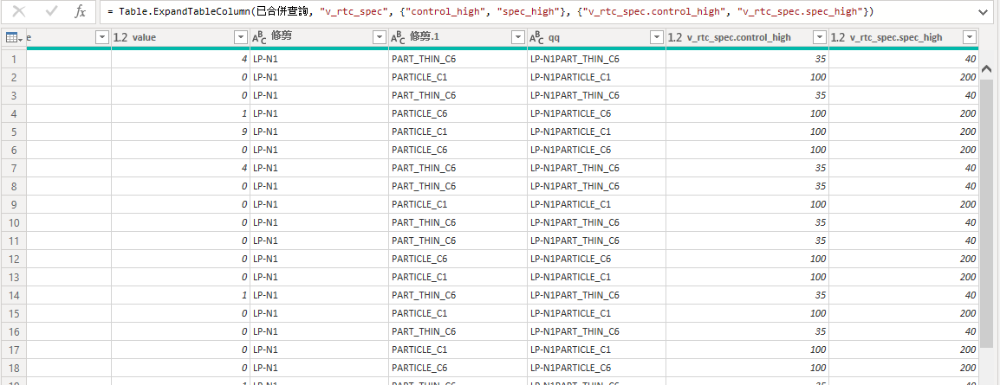 fx = Table.ExpandTableColumn(已合併查詢, "v_rtc_spec", {"control_high", "spec_high"}, {"v_rtc_spec.control_high", "v_rtc_spec.spec_high"})
e 1.2 value ABC 修剪 ABC 修剪.1 ABC qq 1.2 v_rtc_spec.control_high 1.2 v_rtc_spec.spec_high
1 4 LP-N1 PART_THIN_C6 LP-N1PART_THIN_C6 35 40
2 0 LP-N1 PARTICLE_C1 LP-N1PARTICLE_C1 100 200
3 0 LP-N1 PART_THIN_C6 LP-N1PART_THIN_C6 35 40
4 1 LP-N1 PARTICLE_C6 LP-N1PARTICLE_C6 100 200
5 9 LP-N1 PARTICLE_C1 LP-N1PARTICLE_C1 100 200
6 0 LP-N1 PARTICLE_C6 LP-N1PARTICLE_C6 100 200
7 4 LP-N1 PART_THIN_C6 LP-N1PART_THIN_C6 35 40
8 0 LP-N1 PART_THIN_C6 LP-N1PART_THIN_C6 35 40
9 0 LP-N1 PARTICLE_C1 LP-N1PARTICLE_C1 100 200
10 0 LP-N1 PART_THIN_C6 LP-N1PART_THIN_C6 35 40
11 0 LP-N1 PART_THIN_C6 LP-N1PART_THIN_C6 35 40
12 0 LP-N1 PARTICLE_C6 LP-N1PARTICLE_C6 100 200
13 0 LP-N1 PARTICLE_C1 LP-N1PARTICLE_C1 100 200
14 1 LP-N1 PART_THIN_C6 LP-N1PART_THIN_C6 35 40
15 0 LP-N1 PARTICLE_C1 LP-N1PARTICLE_C1 100 200
16 0 LP-N1 PART_THIN_C6 LP-N1PART_THIN_C6 35 40
17 0 LP-N1 PARTICLE_C1 LP-N1PARTICLE_C1 100 200
18 0 LP-N1 PARTICLE_C6 LP-N1PARTICLE_C6 100 200